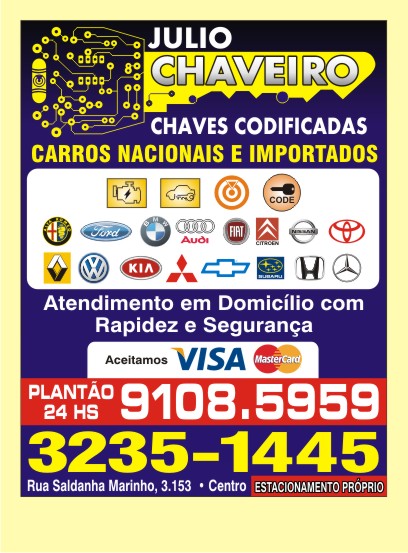 JULIO
CHAVEIRO
CHAVES CODIFICADAS
CARROS NACIONAIS E IMPORTADOS
CODE
Ford BMW Audi FIAT CITROEN NISSAN
KIA SUBARU
Atendimento em Domicílio com
Rapidez e Segurança
Aceitamos VISA MasterCard
PLANTÃO
24 HS
9108.5959
3235-1445
Rua Saldanha Marinho, 3.153 • Centro ESTACIONAMENTO PRÓPRIO